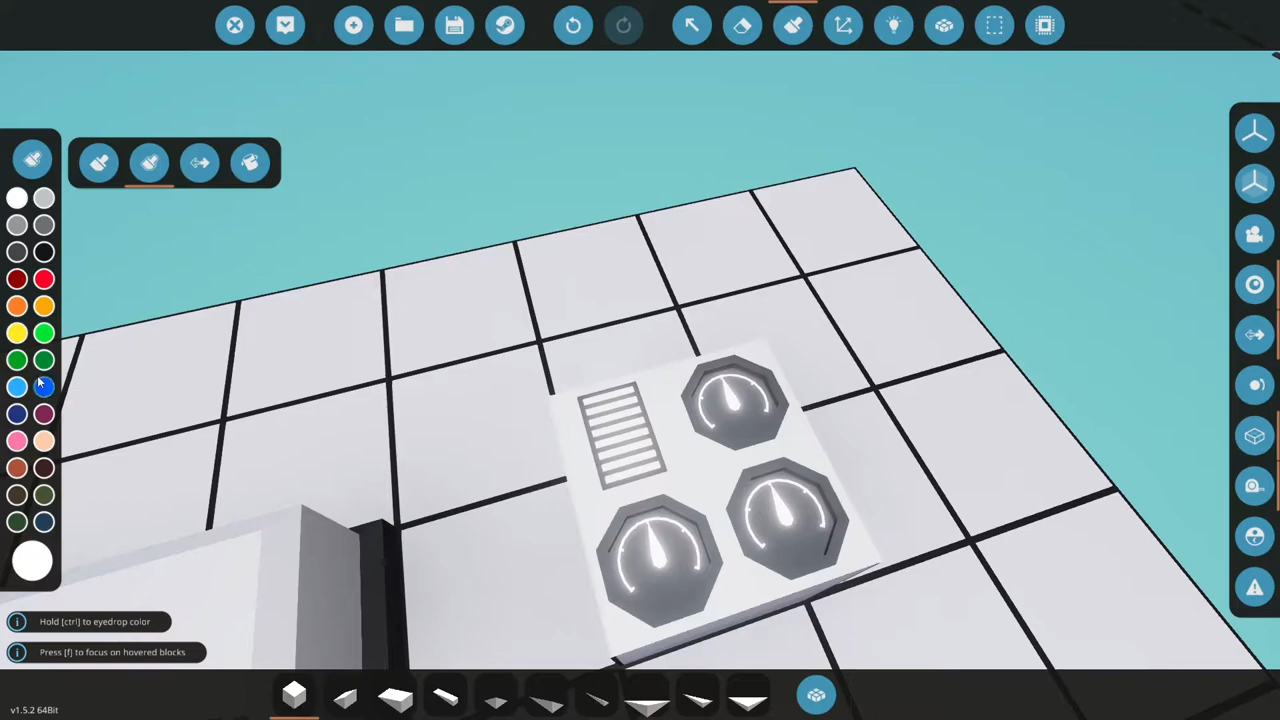 Hold [ctrl] to eyedrop color
Press [f] to focus on hovered blocks
v1.5.2 64Bit